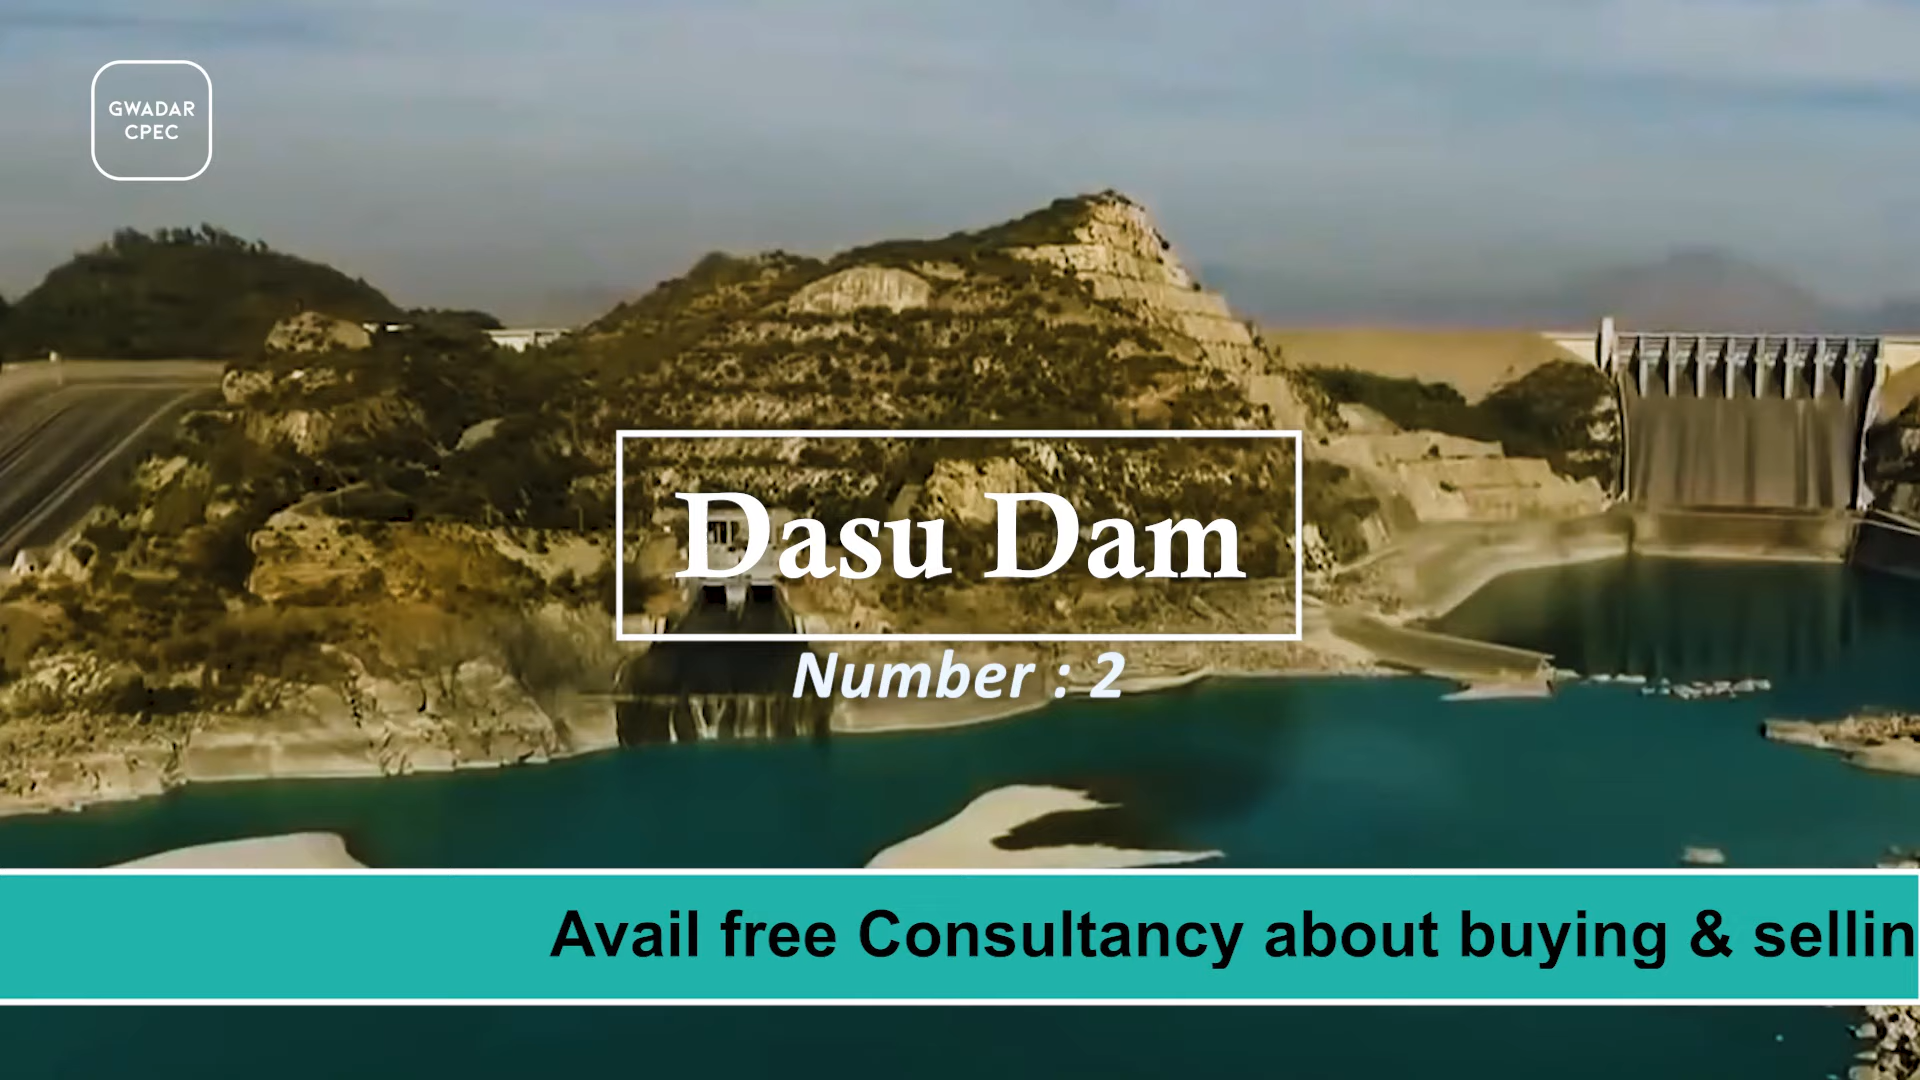 GWADAR
CPEC
Dasu Dam
Number : 2
Avail free Consultancy about buying & sellin